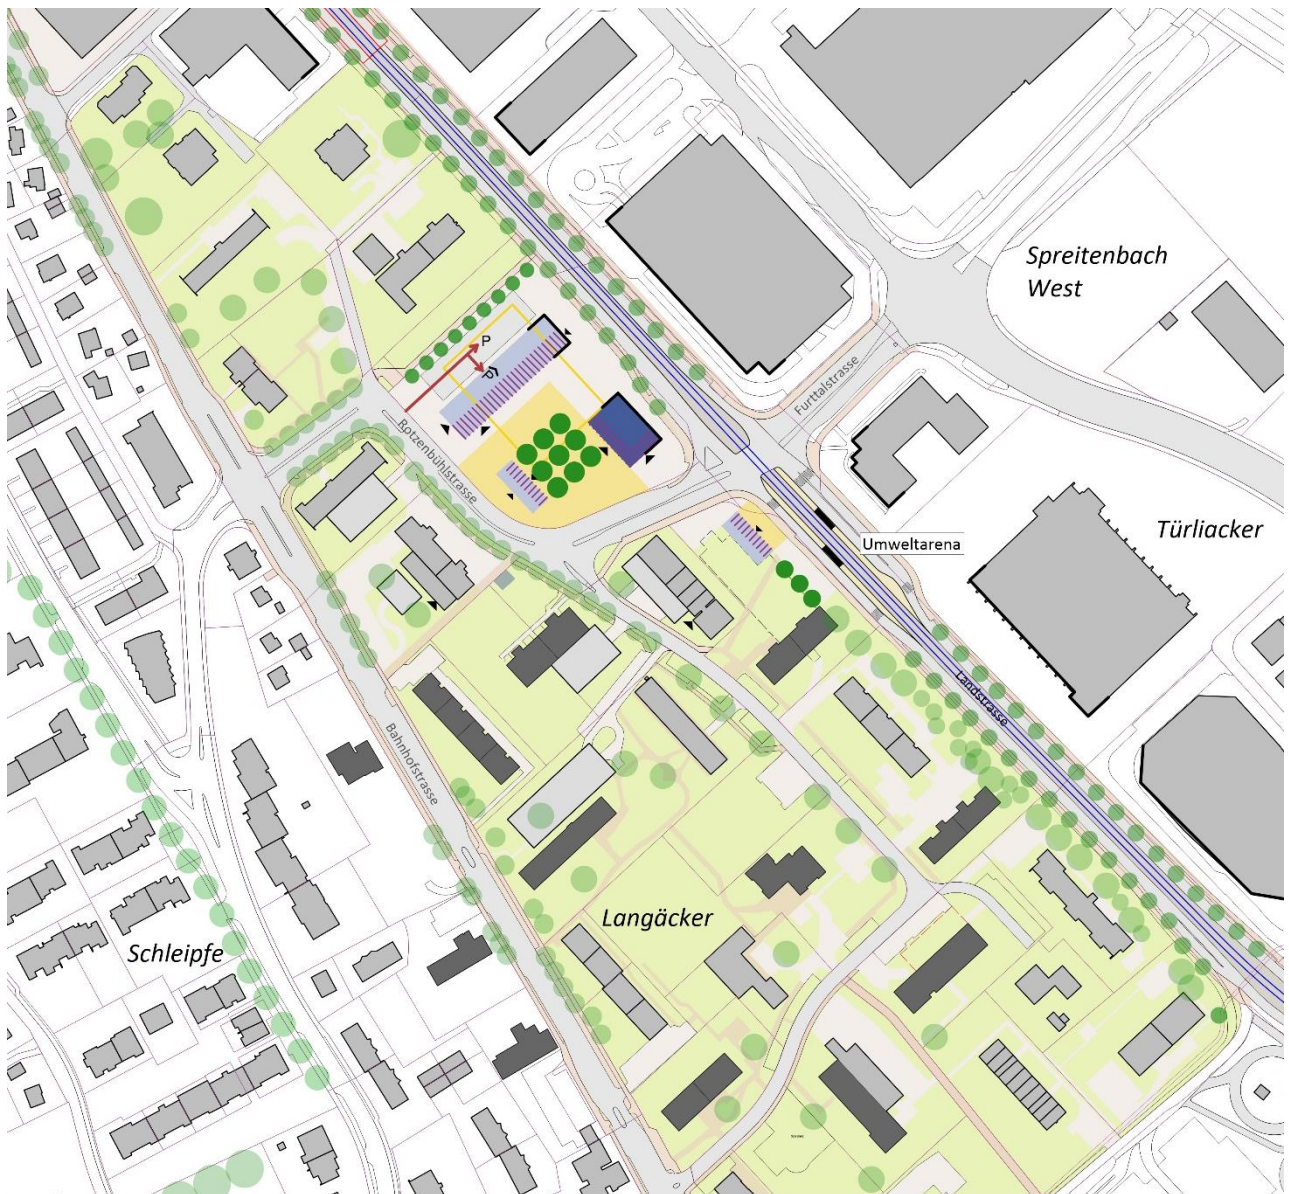 Spreitenbach
West
P
P
Furttalstrasse
Rotzenbühlstrasse
Türliacker
Umweltarena
Landstrasse
Bahnhofstrasse
Langäcker
Schleipfe